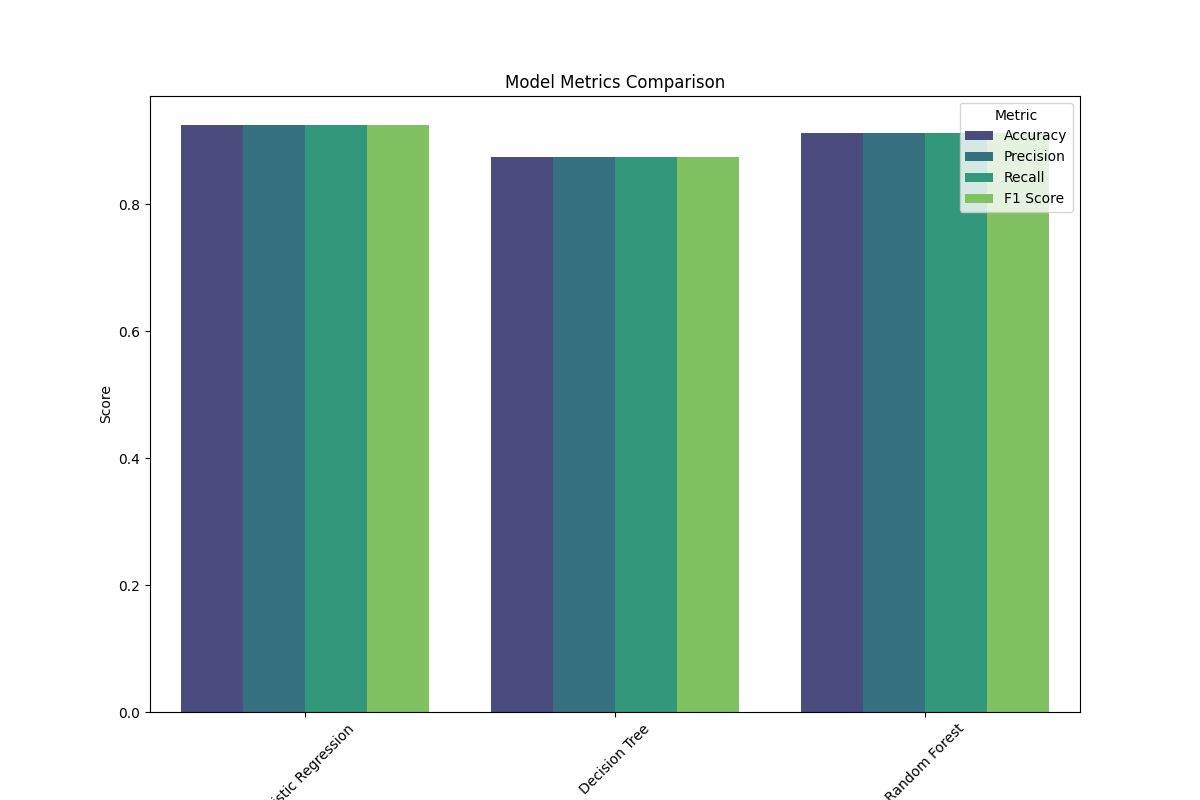 Model Metrics Comparison
Metric
Accuracy
Precision
Recall
F1 Score
0.8
0.6
0.4
0.2
0.0
Score
istic Regression
Decision Tree
Random Forest